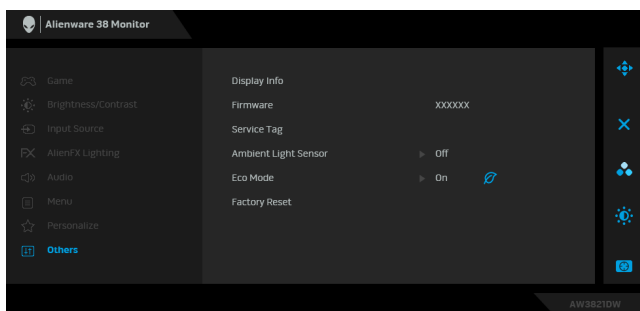 Alienware 38 Monitor
Game
Brightness/Contrast
Input Source
AlienFX Lighting
Audio
Menu
Personalize
Others
Display Info
Firmware XXXXXX
Service Tag
Ambient Light Sensor Off
Eco Mode On
Factory Reset
AW3821DW